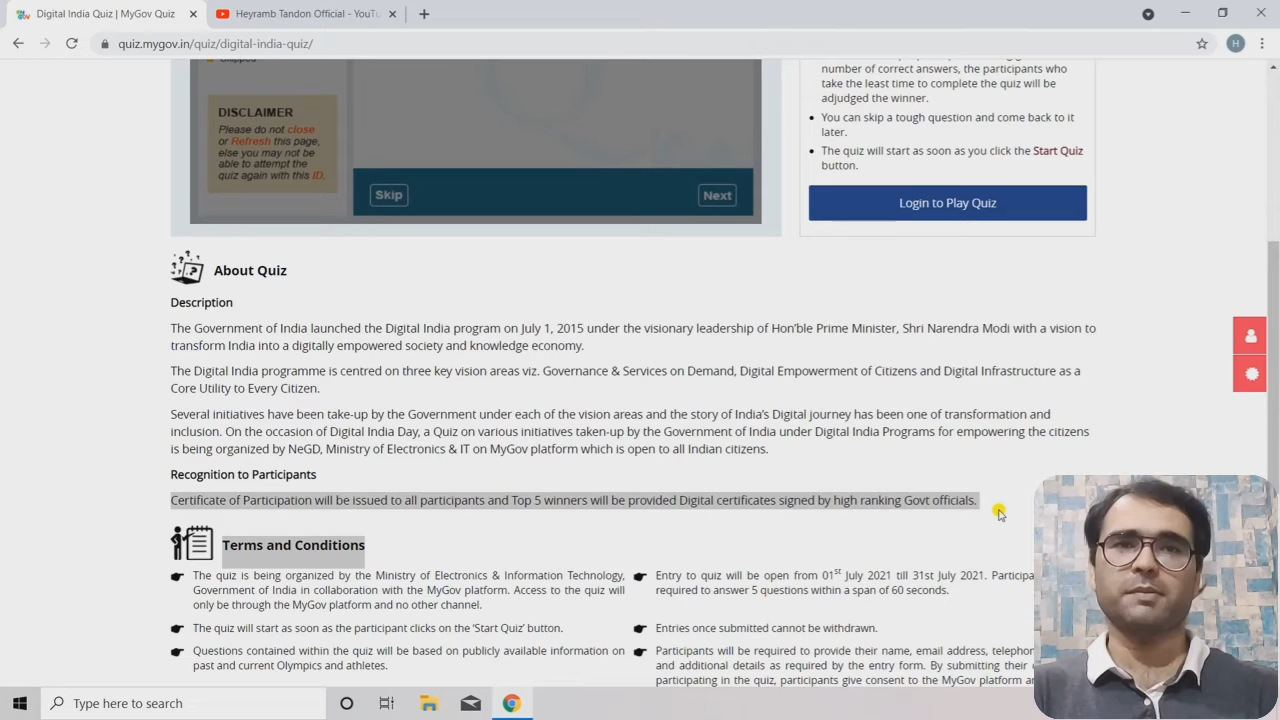 Digital India Quiz | MyGov Quiz
Heyramb Tandon Official - YouTu
quiz.mygov.in/quiz/digital-india-quiz/
H
DISCLAIMER
Please do not close
or Refresh this page,
else you may not be
able to attempt the
quiz again with this ID.
Skip
Next
number of correct answers, the participants who
take the least time to complete the quiz will be
adjudged the winner.
You can skip a tough question and come back to it
later.
The quiz will start as soon as you click the Start Quiz
button.
Login to Play Quiz
About Quiz
Description
The Government of India launched the Digital India program on July 1, 2015 under the visionary leadership of Hon'ble Prime Minister, Shri Narendra Modi with a vision to
transform India into a digitally empowered society and knowledge economy.
The Digital India programme is centred on three key vision areas viz. Governance & Services on Demand, Digital Empowerment of Citizens and Digital Infrastructure as a
Core Utility to Every Citizen.
Several initiatives have been take-up by the Government under each of the vision areas and the story of India's Digital journey has been one of transformation and
inclusion. On the occasion of Digital India Day, a Quiz on various initiatives taken-up by the Government of India under Digital India Programs for empowering the citizens
is being organized by NeGD, Ministry of Electronics & IT on MyGov platform which is open to all Indian citizens.
Recognition to Participants
Certificate of Participation will be issued to all participants and Top 5 winners will be provided Digital certificates signed by high ranking Govt officials.
Terms and Conditions
The quiz is being organized by the Ministry of Electronics & Information Technology,
Government of India in collaboration with the MyGov platform. Access to the quiz will
only be through the MyGov platform and no other channel.
The quiz will start as soon as the participant clicks on the 'Start Quiz' button.
Questions contained within the quiz will be based on publicly available information on
past and current Olympics and athletes.
Entry to quiz will be open from 01st July 2021 till 31st July 2021. Participa
required to answer 5 questions within a span of 60 seconds.
Entries once submitted cannot be withdrawn.
Participants will be required to provide their name, email address, telephon
and additional details as required by the entry form. By submitting their
participating in the quiz, participants give consent to the MyGov platform a
Type here to search